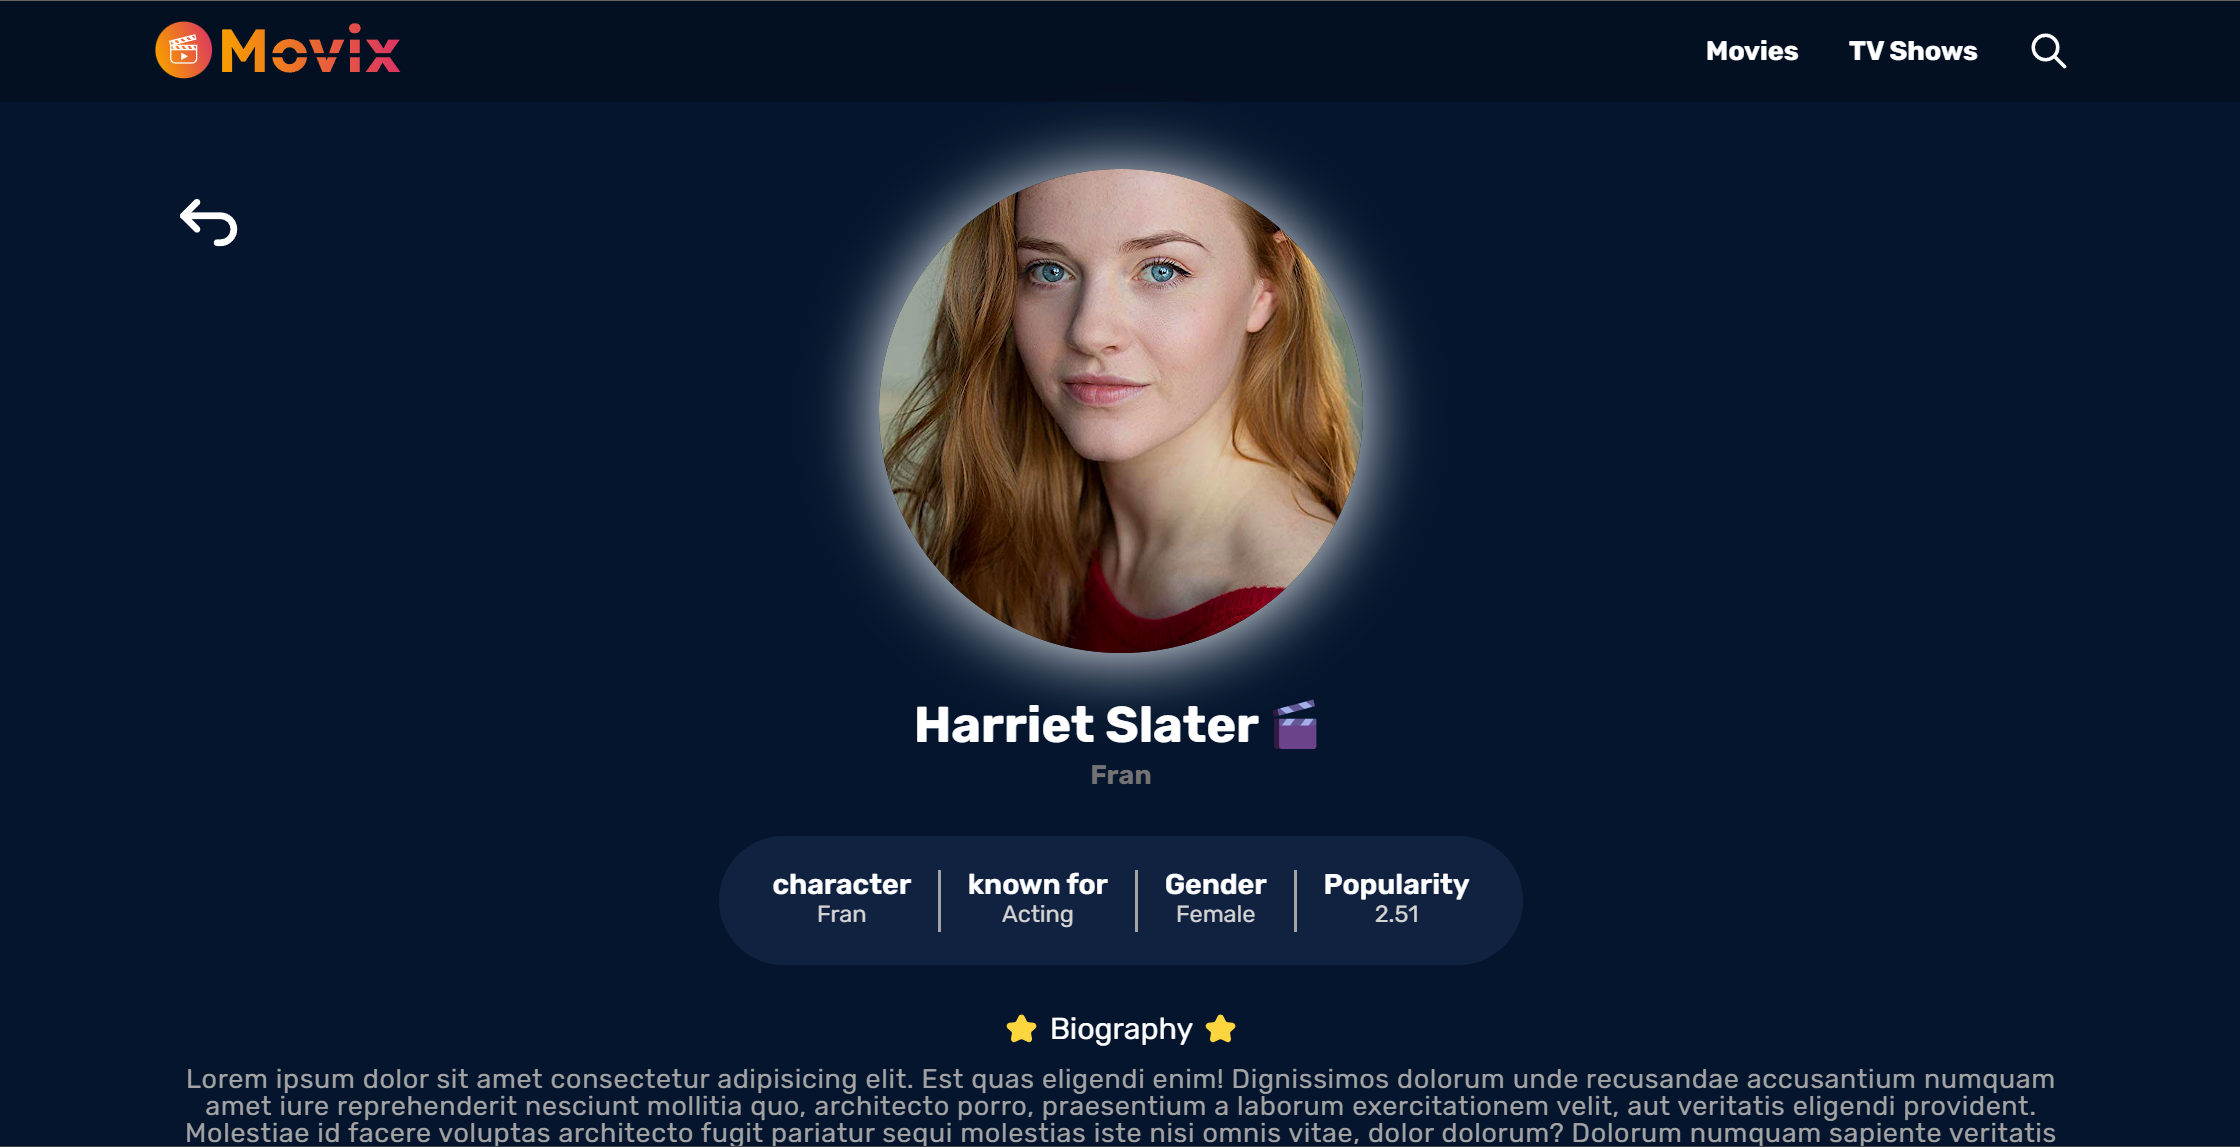 Movix
Movies
TV Shows
Harriet Slater
Fran
character
Fran
known for
Acting
Gender
Female
Popularity
2.51
Biography
Lorem ipsum dolor sit amet consectetur adipisicing elit. Est quas eligendi enim! Dignissimos dolorum unde recusandae accusantium numquam
amet iure reprehenderit nesciunt mollitia quo, architecto porro, praesentium a laborum exercitationem velit, aut veritatis eligendi provident.
Molestiae id facere voluptas architecto fugit pariatur sequi molestias iste nisi omnis vitae, dolor dolorum? Dolorum numquam sapiente veritatis